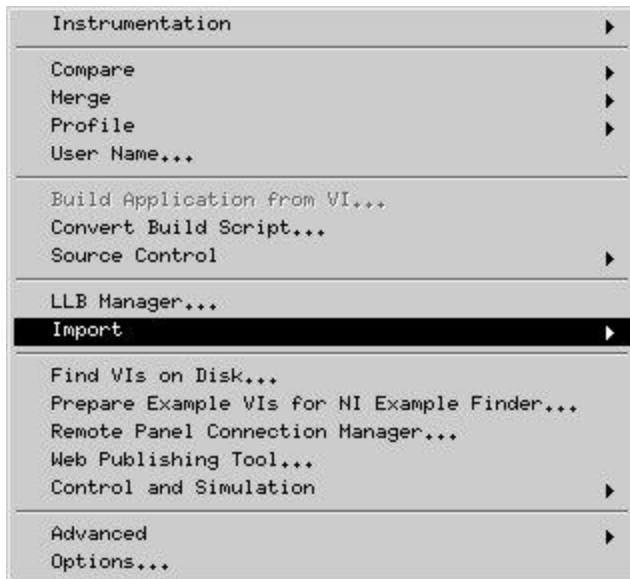 Instrumentation
Compare
Merge
Profile
User Name...
Build Application from VI...
Convert Build Script...
Source Control
LLB Manager...
Import
Find VIs on Disk...
Prepare Example VIs for NI Example Finder...
Remote Panel Connection Manager...
Web Publishing Tool...
Control and Simulation
Advanced
Options...